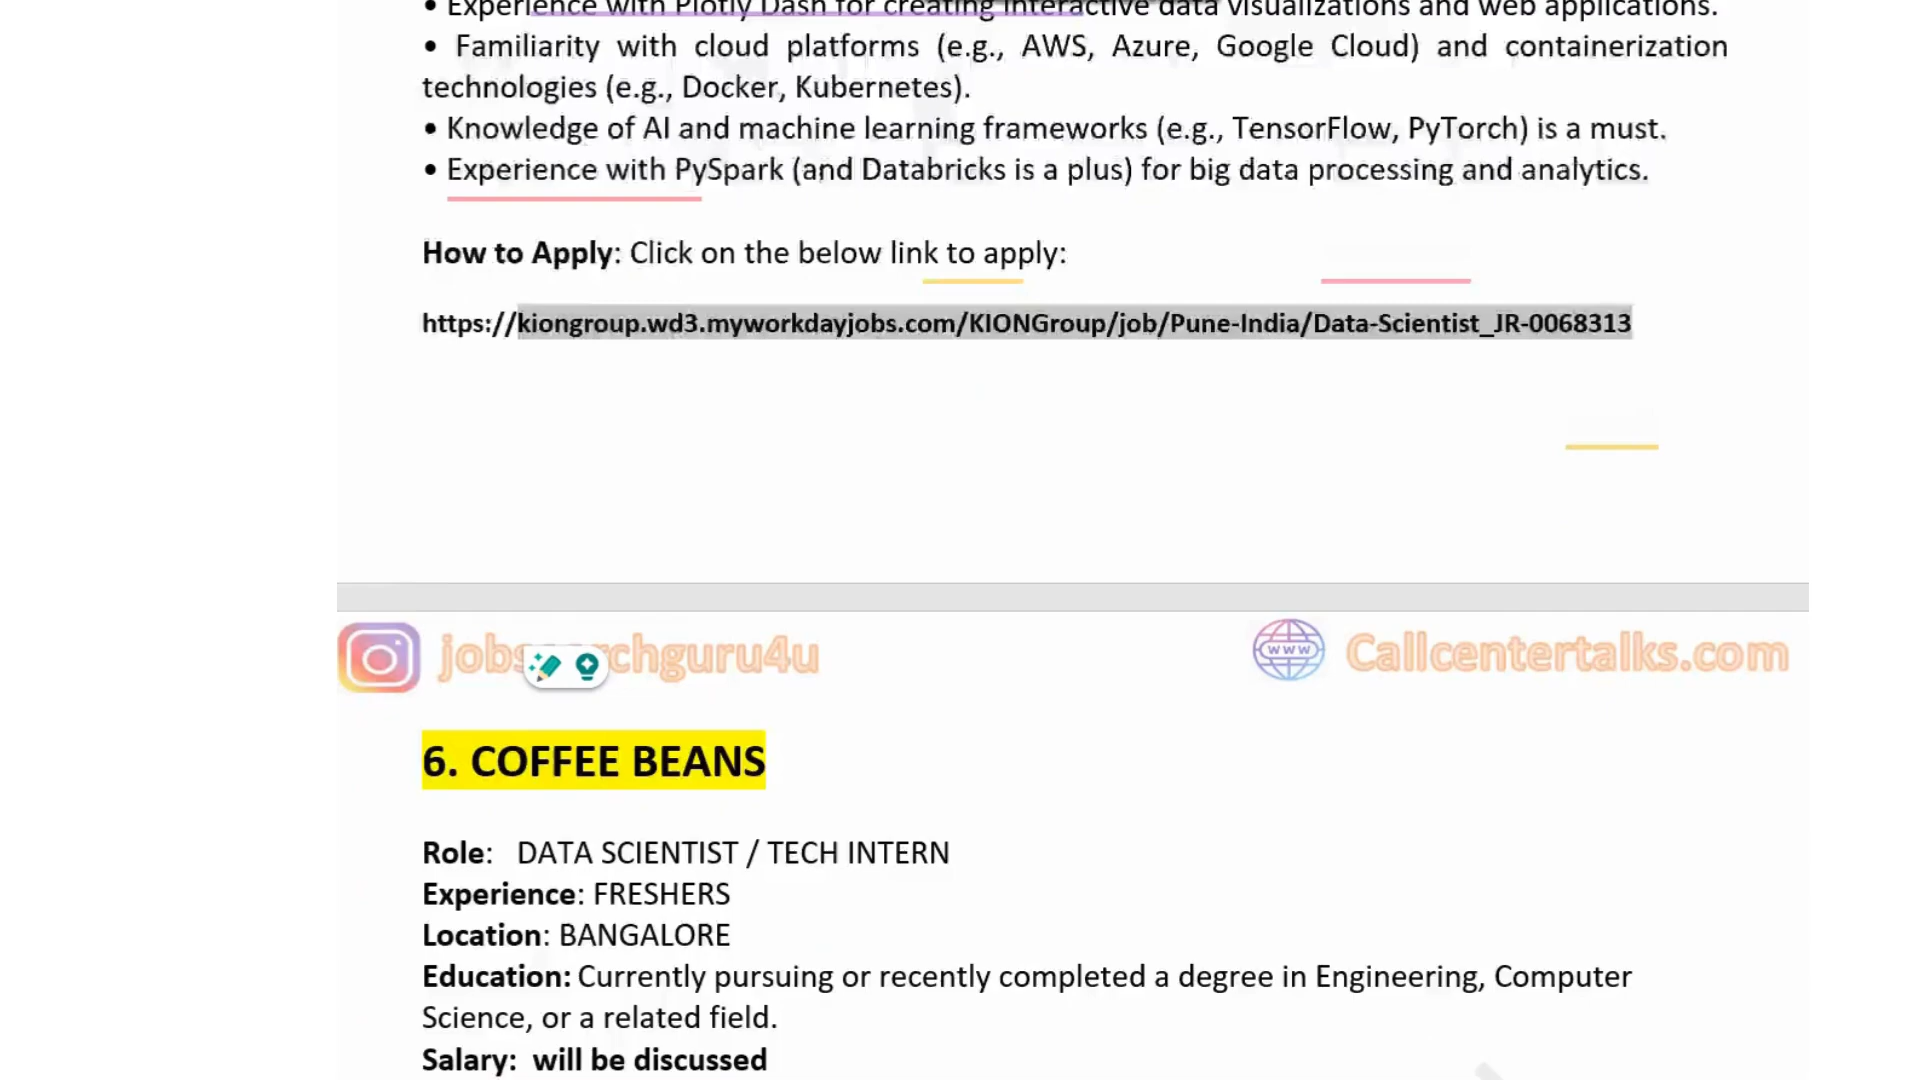 • Experience with Plotly Dash for creating interactive data visualizations and web applications.
• Familiarity with cloud platforms (e.g., AWS, Azure, Google Cloud) and containerization
technologies (e.g., Docker, Kubernetes).
• Knowledge of AI and machine learning frameworks (e.g., TensorFlow, PyTorch) is a must.
• Experience with PySpark (and Databricks is a plus) for big data processing and analytics.
How to Apply: Click on the below link to apply:
https://kiongroup.wd3.myworkdayjobs.com/KIONGroup/job/Pune-India/Data-Scientist_JR-0068313
WWW Callcentertalks.com
6. COFFEE BEANS
Role: DATA SCIENTIST / TECH INTERN
Experience: FRESHERS
Location: BANGALORE
Education: Currently pursuing or recently completed a degree in Engineering, Computer
Science, or a related field.
Salary: will be discussed